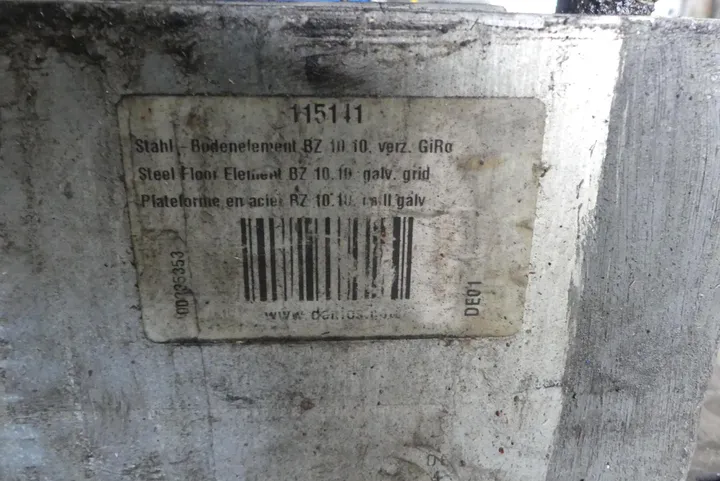 115141
Stahl - Bodenelement BZ 10.10, verz. GiRo
Steel Floor Element BZ 10.10, galv. grid
Plateforme en acier BZ 10.10, galv
DE01